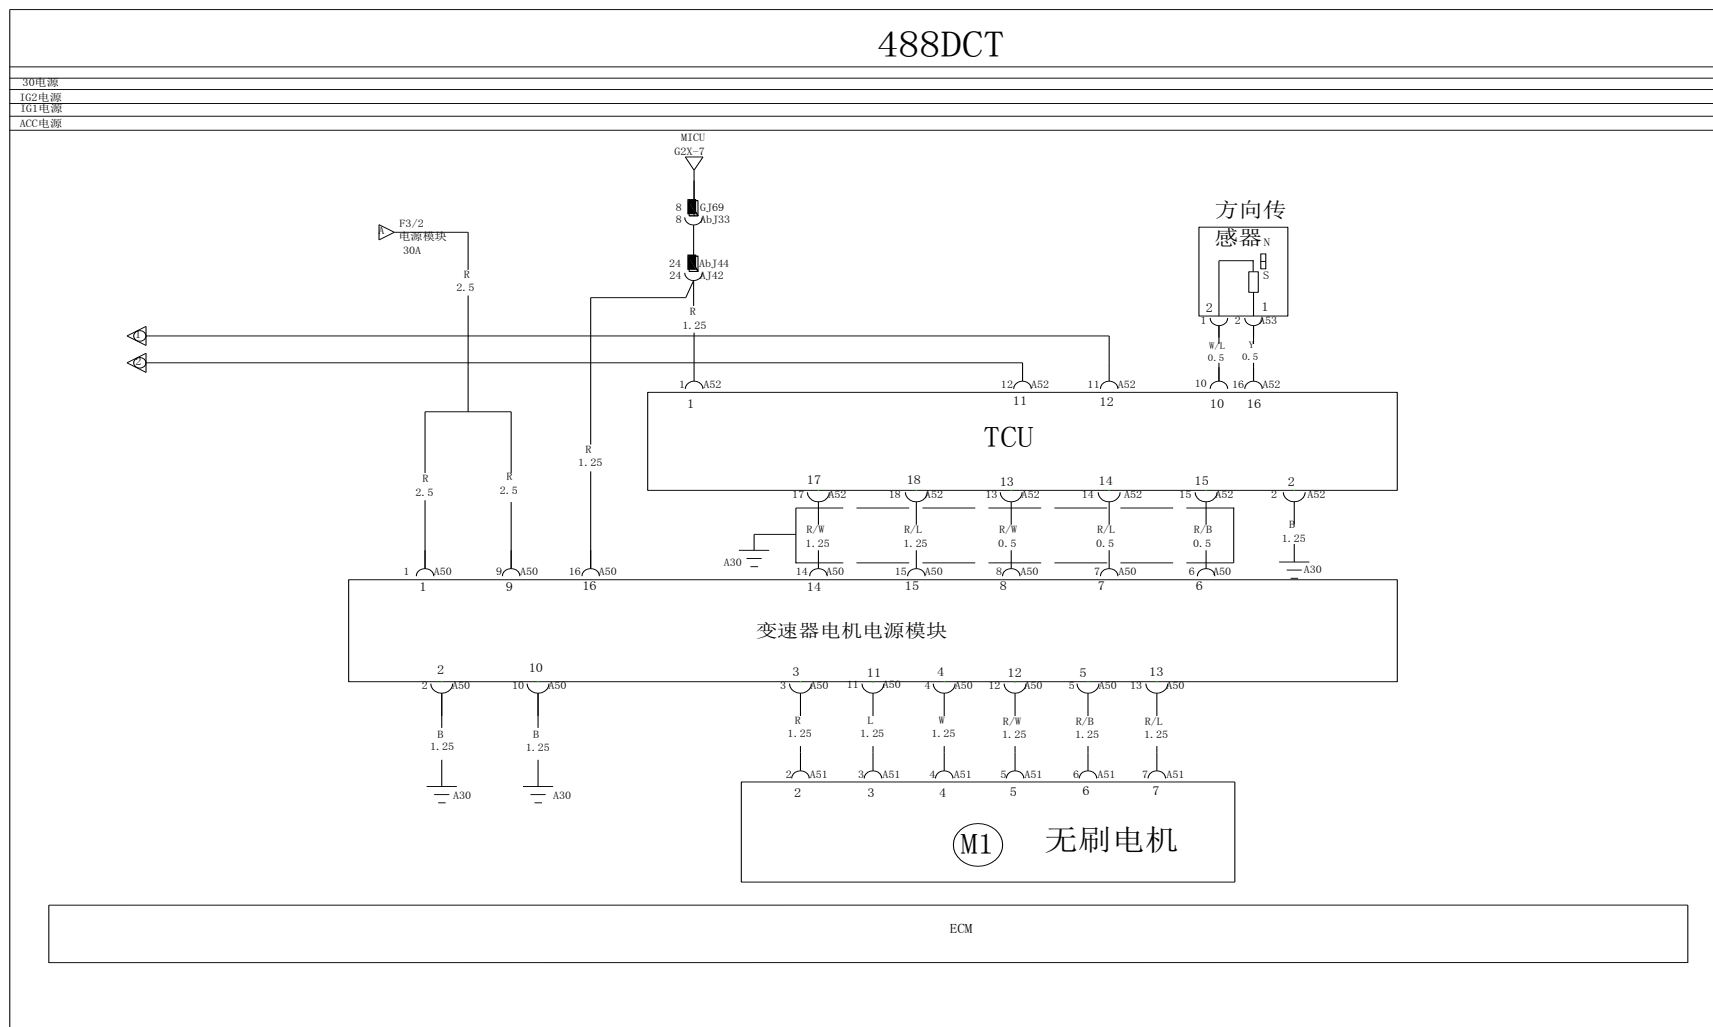 488DCT
30电源
IG2电源
IG1电源
ACC电源
MICU
G2X-7
8 GJ69
8 AbJ33
F3/2
电源模块
30A
A
方向传
感器
N
S
24 AbJ44
24 AJ42
R
2.5
R
1.25
2 1
1 2 A53
1
2
W/L
0.5
Y
0.5
1 A52
12 A52
11 A52
10
16 A52
1
11
12
10
16
TCU
R
1.25
R
2.5
R
2.5
17
18
13
14
15
2
17 A52
18 A52
13 A52
14 A52
15 A52
2 A52
R/W
1.25
R/L
1.25
R/W
0.5
R/L
0.5
R/B
0.5
B
1.25
A30
A30
1 A50
9 A50
16 A50
14 A50
15 A50
8 A50
7 A50
6 A50
1
9
16
14
15
8
7
6
变速器电机电源模块
2
10
3
11
4
12
5
13
2 A50
10 A50
3 A50
11 A50
4 A50
12 A50
5 A50
13 A50
B
1.25
B
1.25
R
1.25
L
1.25
W
1.25
R/W
1.25
R/B
1.25
R/L
1.25
A30
A30
2 A51
3 A51
4 A51
5 A51
6 A51
7 A51
2
3
4
5
6
7
M1 无刷电机
ECM